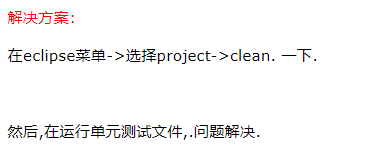 解决方案:
在eclipse菜单->选择project->clean. 一下.
然后,在运行单元测试文件,.问题解决.